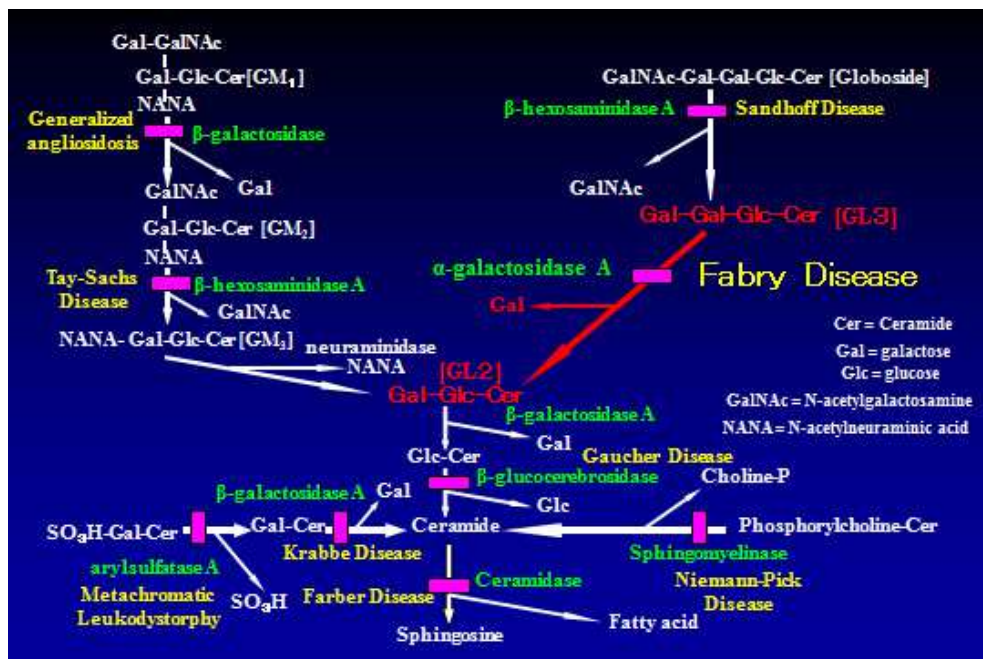 Gal-GalNAc
Gal-Glc-Cer[GM₁]
NANA
Generalized
angliosidosis
β-galactosidase
GalNAc
Gal
Gal-Glc-Cer [GM₂]
NANA
Tay-Sachs
Disease
β-hexosaminidase A
GalNAc
NANA- Gal-Glc-Cer[GM₃]
neuraminidase
NANA
GalNAc-Gal-Gal-Glc-Cer [Globoside]
β-hexosaminidase A
Sandhoff Disease
GalNAc
Gal-Gal-Glc-Cer [GL3]
α-galactosidase A
Fabry Disease
Gal
Cer = Ceramide
Gal = galactose
Glc = glucose
GalNAc = N-acetylgalactosamine
NANA = N-acetylneuraminic acid
[GL2]
Gal-Glc-Cer
β-galactosidase A
Gal
Glc-Cer
Gaucher Disease
β-glucocerebrosidase
Glc
Choline-P
β-galactosidase A
Gal
SO₃H-Gal-Cer
Gal-Cer
Ceramide
Phosphorylcholine-Cer
Krabbe Disease
Sphingomyelinase
arylsulfatase A
Metachromatic
Leukodystorphy
SO₃H
Farber Disease
Ceramidase
Niemann-Pick
Disease
Fatty acid
Sphingosine